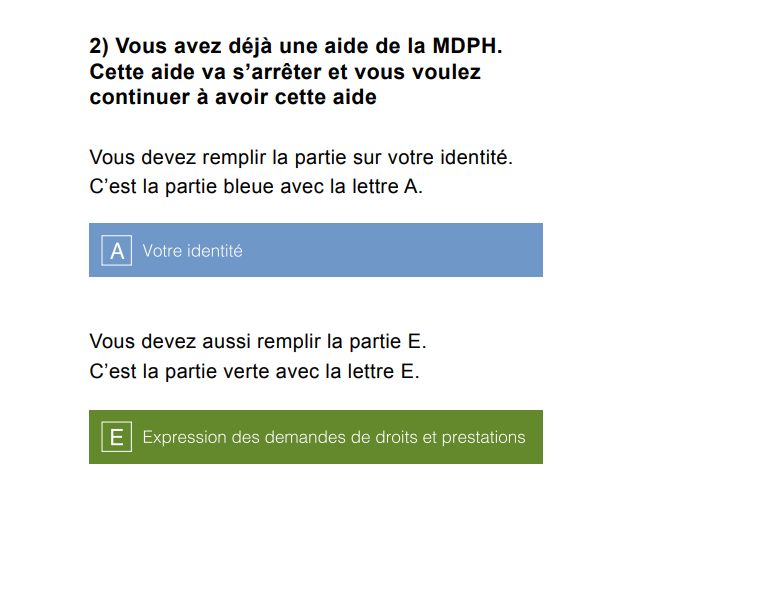 2) Vous avez déjà une aide de la MDPH.
Cette aide va s’arrêter et vous voulez
continuer à avoir cette aide
Vous devez remplir la partie sur votre identité.
C’est la partie bleue avec la lettre A.
A Votre identité
Vous devez aussi remplir la partie E.
C’est la partie verte avec la lettre E.
E Expression des demandes de droits et prestations